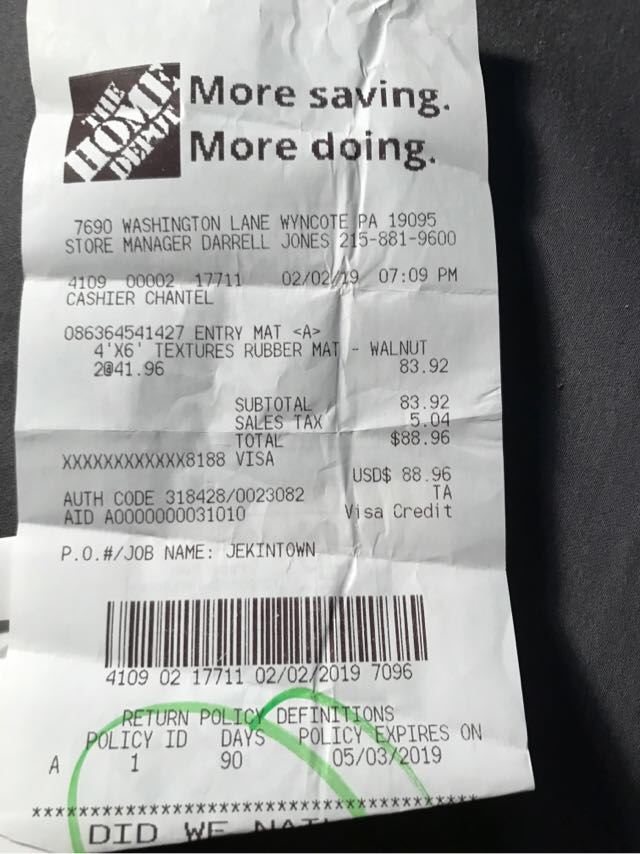 THE
HOME
DEPOT
More saving.
More doing.
7690 WASHINGTON LANE WYNCOTE PA 19095
STORE MANAGER DARRELL JONES 215-881-9600
4109 00002 17711 02/02/19 07:09 PM
CASHIER CHANTEL
086364541427 ENTRY MAT <A>
4'X6' TEXTURES RUBBER MAT - WALNUT
2@41.96 83.92
SUBTOTAL 83.92
SALES TAX 5.04
TOTAL $88.96
XXXXXXXXXXXX8188 VISA
USD$ 88.96
AUTH CODE 318428/0023082 TA
AID A0000000031010 Visa Credit
P.O.#/JOB NAME: JEKINTOWN
4109 02 17711 02/02/2019 7096
RETURN POLICY DEFINITIONS
POLICY ID DAYS POLICY EXPIRES ON
A 1 90 05/03/2019
*******************************************
DID WE